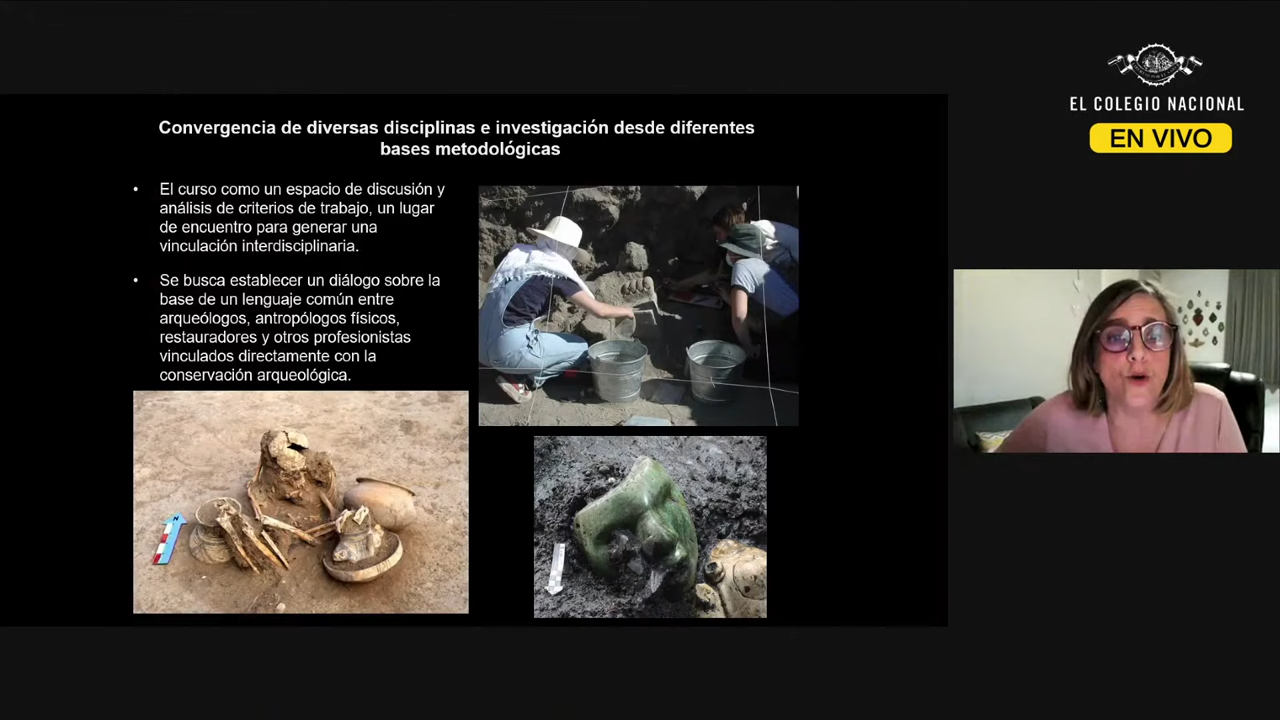 EL COLEGIO NACIONAL
EN VIVO
Convergencia de diversas disciplinas e investigación desde diferentes
bases metodológicas
• El curso como un espacio de discusión y
análisis de criterios de trabajo, un lugar
de encuentro para generar una
vinculación interdisciplinaria.
• Se busca establecer un diálogo sobre la
base de un lenguaje común entre
arqueólogos, antropólogos físicos,
restauradores y otros profesionistas
vinculados directamente con la
conservación arqueológica.
N